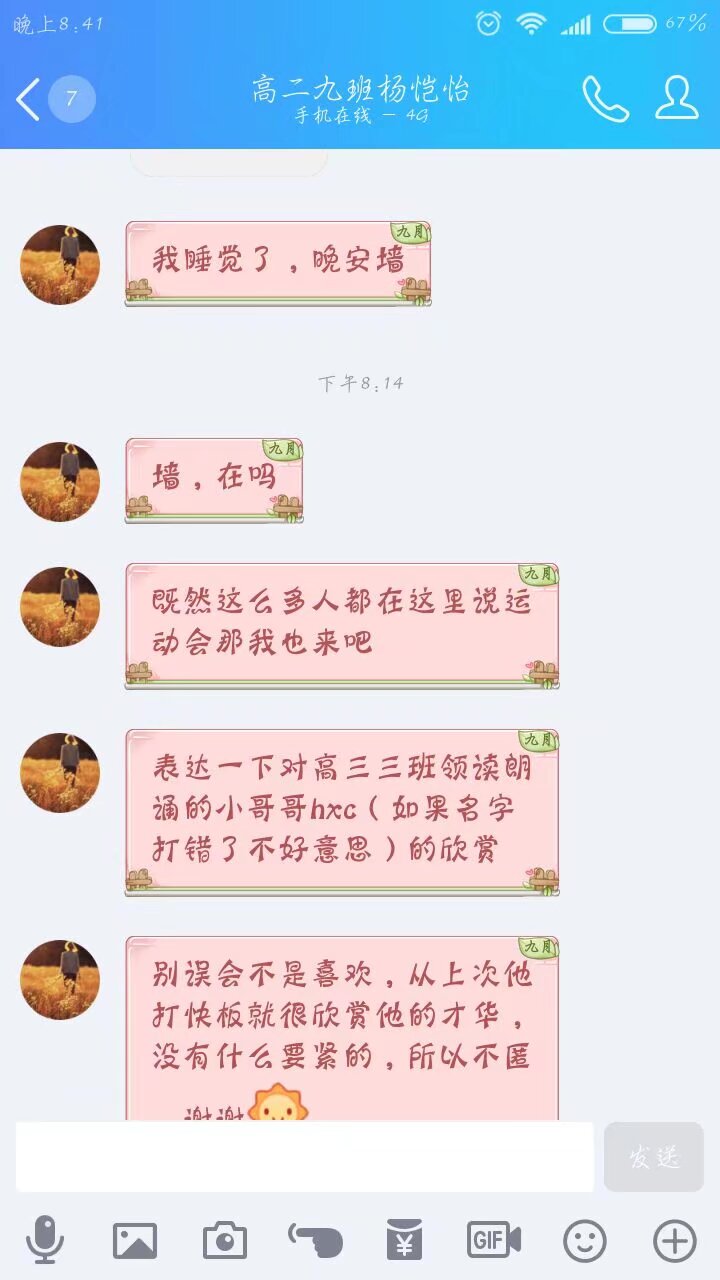 晚上8:41
67%
7
高二九班杨恺怡
手机在线 - 4G
九月
我睡觉了，晚安墙
下午8:14
九月
墙，在吗
九月
既然这么多人都在这里说运
动会那我也来吧
九月
表达一下对高三三班领读朗
诵的小哥哥hxc（如果名字
打错了不好意思）的欣赏
九月
别误会不是喜欢，从上次他
打快板就很欣赏他的才华，
没有什么要紧的，所以不匿
谢谢
发送
¥
GIF